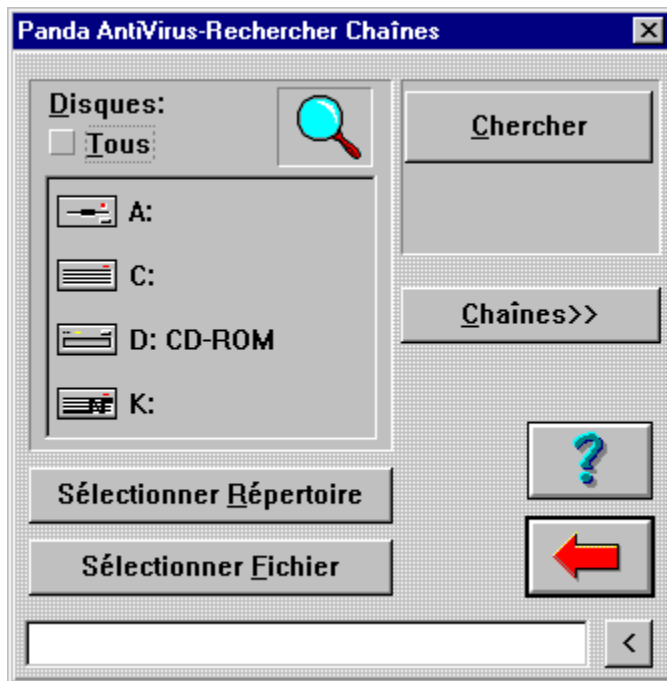 Panda AntiVirus-Rechercher Chaînes
Disques:
Tous
Chercher
A:
C:
D: CD-ROM
K:
Chaînes>>
Sélectionner Répertoire
Sélectionner Fichier
?
<